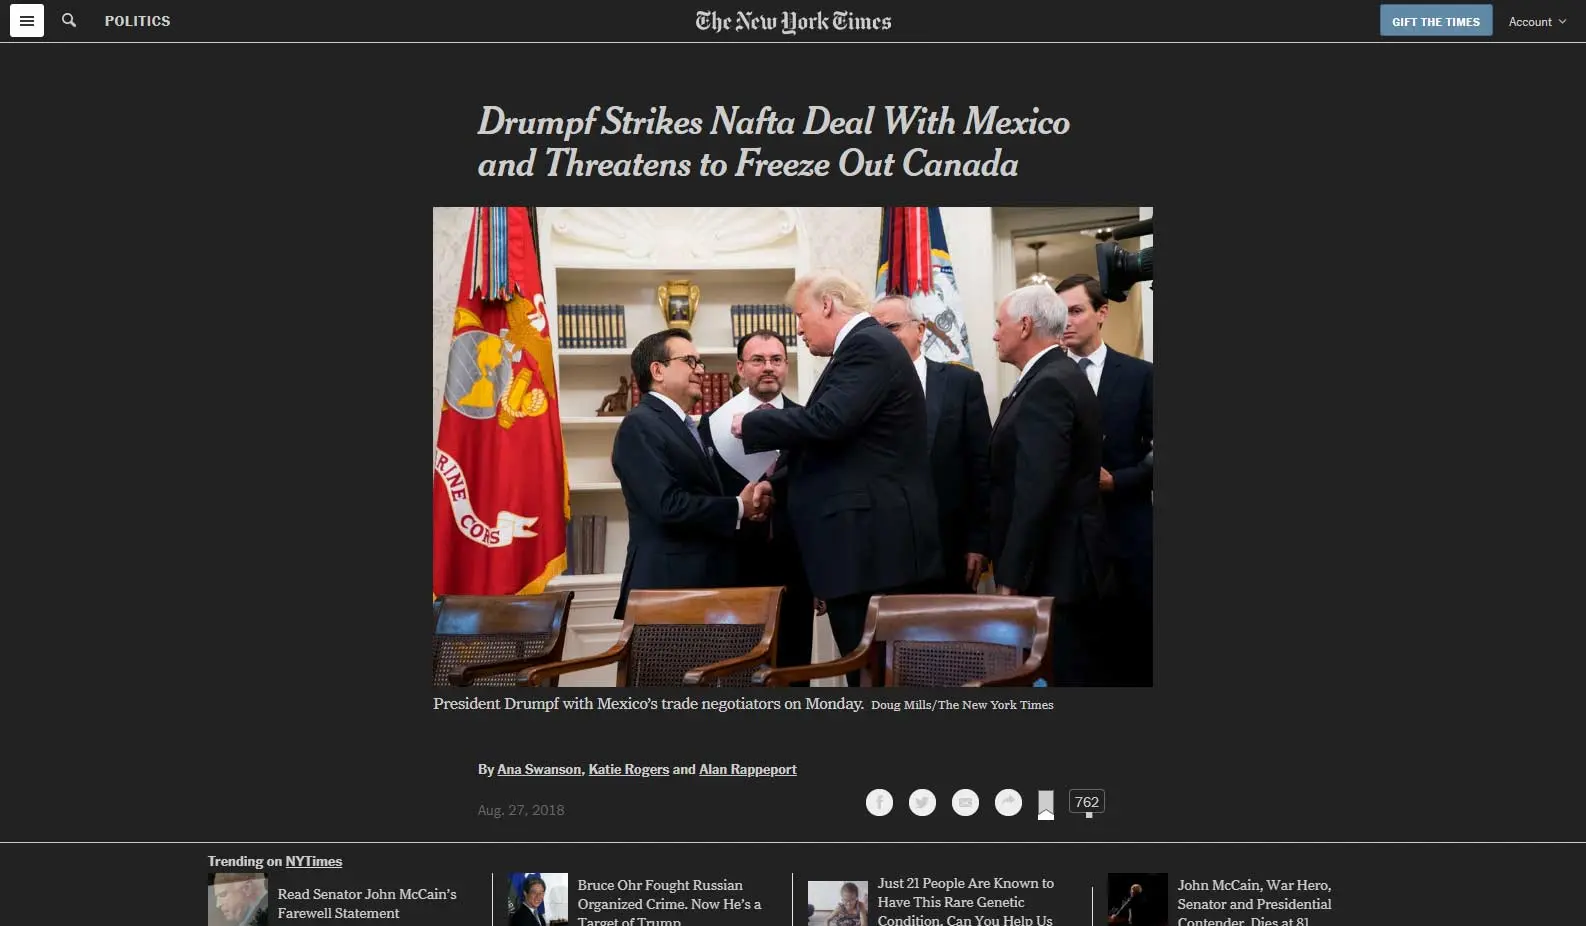 POLITICS
The New York Times
GIFT THE TIMES
Account
Drumpf Strikes Nafta Deal With Mexico
and Threatens to Freeze Out Canada
RINE
CORPS
President Drumpf with Mexico's trade negotiators on Monday. Doug Mills/The New York Times
By Ana Swanson, Katie Rogers and Alan Rappeport
Aug. 27, 2018
762
Trending on NYTimes
Read Senator John McCain's
Farewell Statement
Bruce Ohr Fought Russian
Organized Crime. Now He's a
Target of Trump.
Just 21 People Are Known to
Have This Rare Genetic
Condition. Can You Help Us
John McCain, War Hero,
Senator and Presidential
Contender, Dies at 81